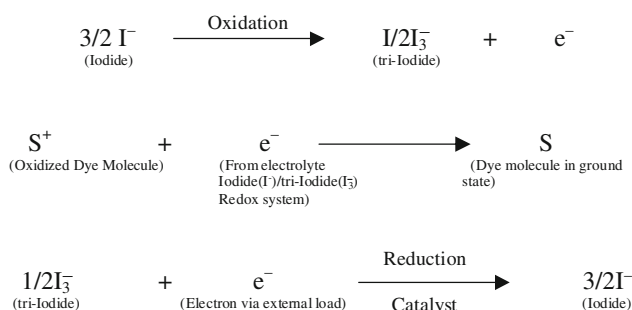 Oxidation
3/2 I⁻ I/2I₃⁻ + e⁻
(Iodide) (tri-Iodide)
S⁺ + e⁻ S
(Oxidized Dye Molecule) (From electrolyte (Dye molecule in ground
Iodide(I⁻)/tri-Iodide(I₃⁻) state)
Redox system)
Reduction
1/2I₃⁻ + e⁻ 3/2I⁻
(tri-Iodide) (Electron via external load) Catalyst (Iodide)